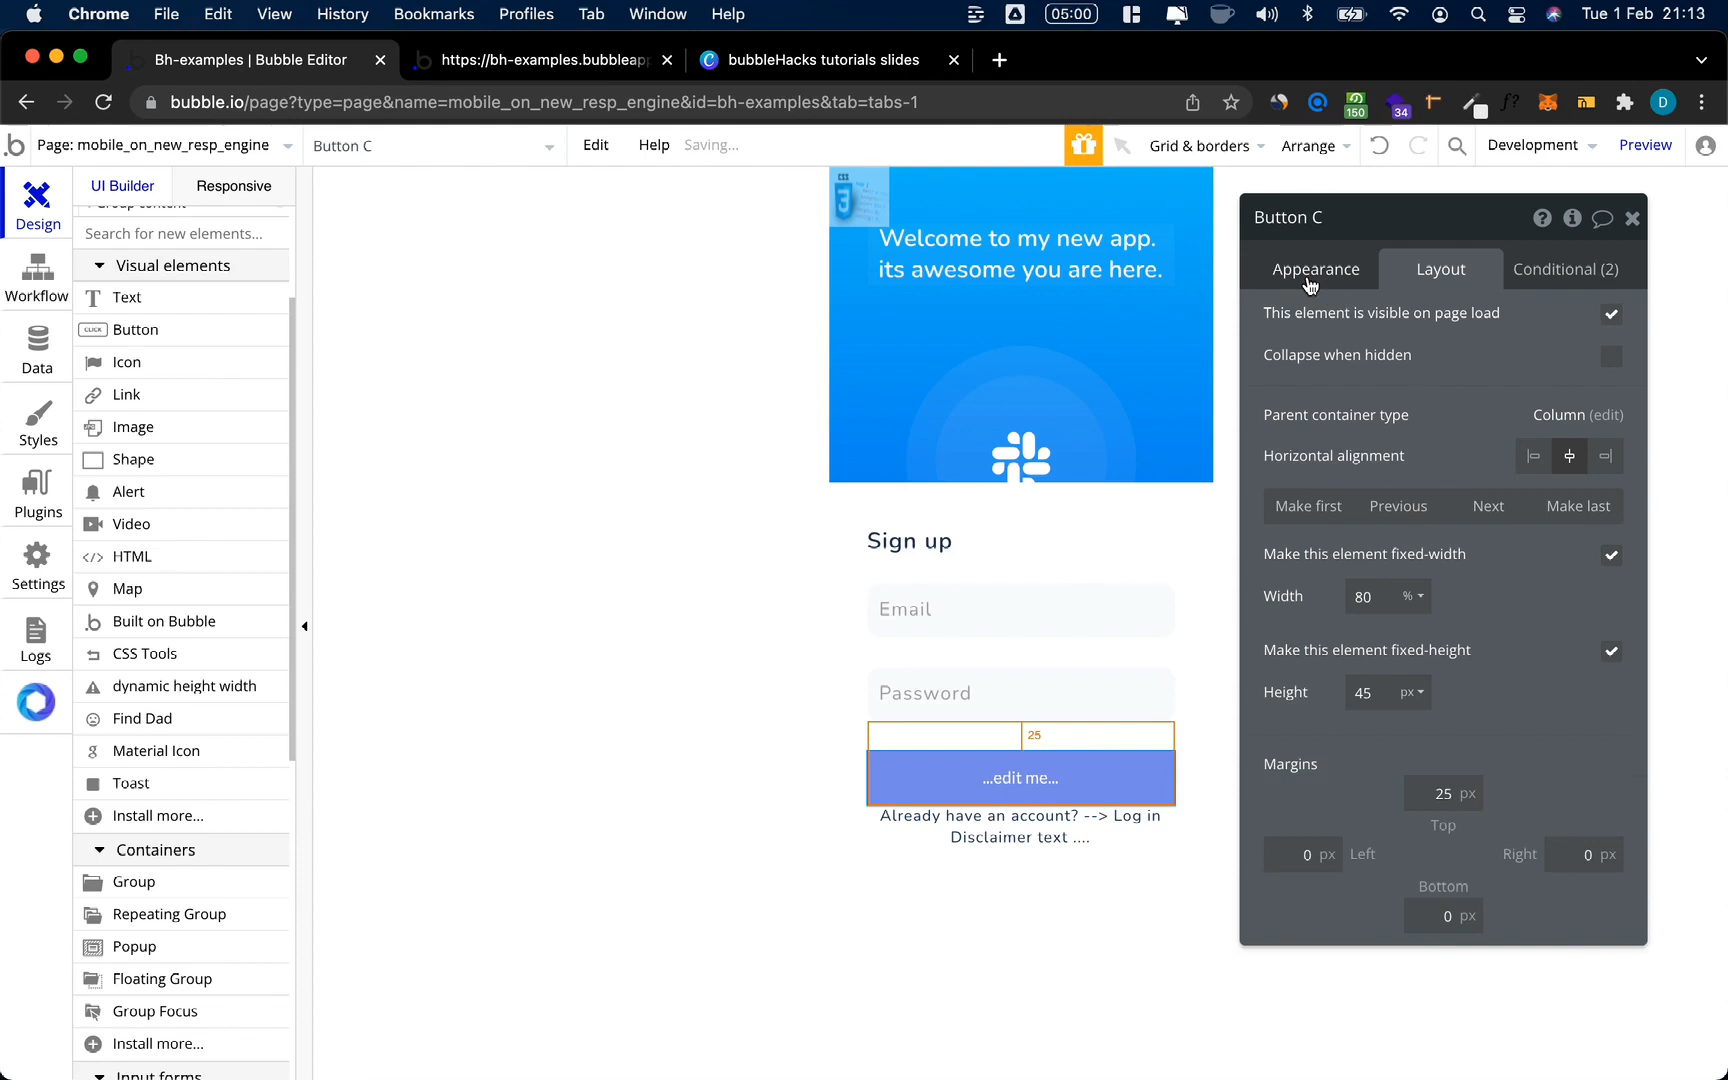 Chrome File Edit View History Bookmarks Profiles Tab Window Help 05:00 Tue 1 Feb 21:13
Bh-examples | Bubble Editor https://bh-examples.bubbleap bubbleHacks tutorials slides
bubble.io/page?type=page&name=mobile_on_new_resp_engine&id=bh-examples&tab=tabs-1 150 34 f? D
Page: mobile_on_new_resp_engine Button C Edit Help Saving... Grid & borders Arrange Development Preview
Design
Workflow
Data
Styles
Plugins
Settings
Logs
UI Builder Responsive
Group content
Search for new elements...
Visual elements
Text
CLICK Button
Icon
Link
Image
Shape
Alert
Video
HTML
Map
Built on Bubble
CSS Tools
dynamic height width
Find Dad
Material Icon
Toast
Install more...
Containers
Group
Repeating Group
Popup
Floating Group
Group Focus
Install more...
Input forms
CSS
Welcome to my new app.
its awesome you are here.
Sign up
Email
Password
25
...edit me...
Already have an account? --> Log in
Disclaimer text ....
Button C
Appearance Layout Conditional (2)
This element is visible on page load
Collapse when hidden
Parent container type Column (edit)
Horizontal alignment
Make first Previous Next Make last
Make this element fixed-width
Width 80 %
Make this element fixed-height
Height 45 px
Margins
25 px
Top
0 px Left Right 0 px
Bottom
0 px